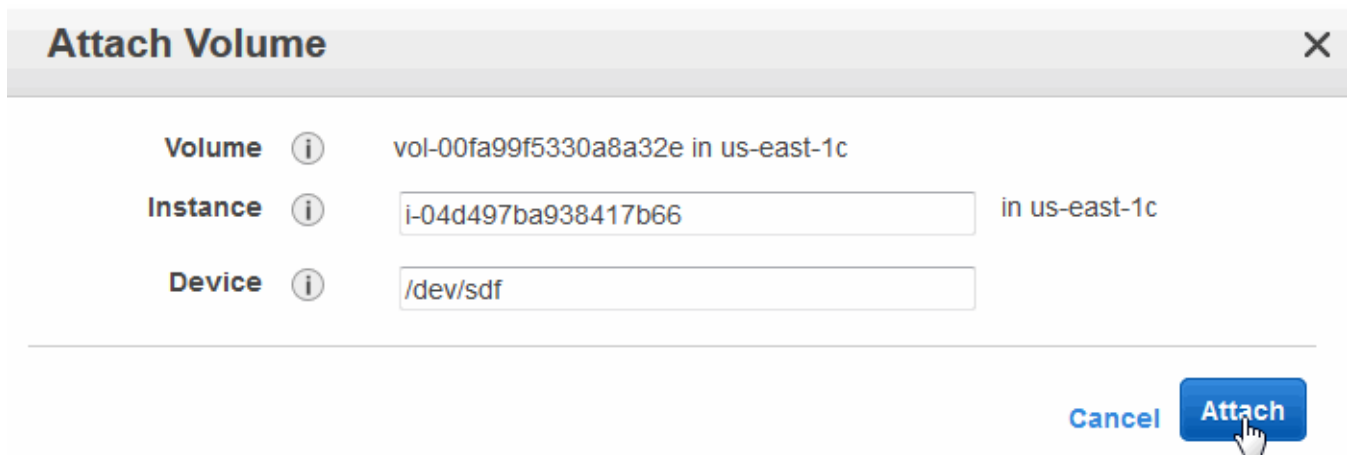 Attach Volume
Volume i vol-00fa99f5330a8a32e in us-east-1c
Instance i i-04d497ba938417b66 in us-east-1c
Device i /dev/sdf
Cancel Attach